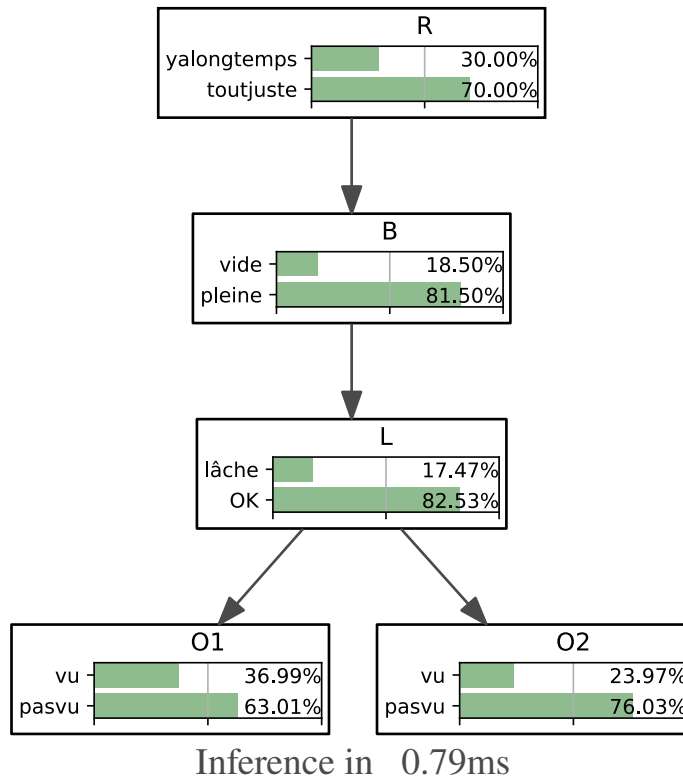 R
yalongtemps 30.00%
toutjuste 70.00%
B
vide 18.50%
pleine 81.50%
L
lâche 17.47%
OK 82.53%
O1
vu 36.99%
pasvu 63.01%
O2
vu 23.97%
pasvu 76.03%
Inference in 0.79ms